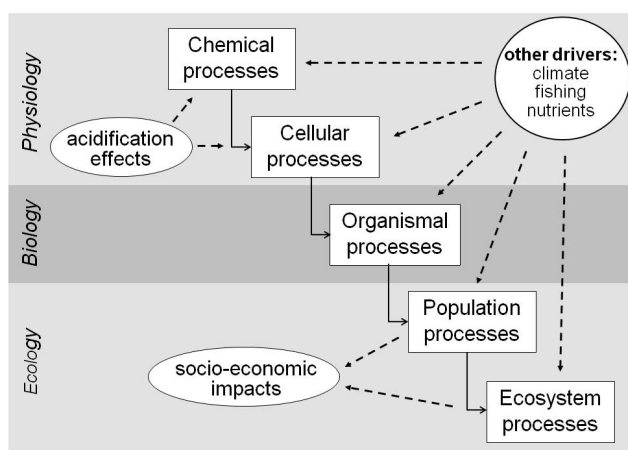 Physiology
Biology
Ecology
Chemical
processes
other drivers:
climate
fishing
nutrients
acidification
effects
Cellular
processes
Organismal
processes
Population
processes
socio-economic
impacts
Ecosystem
processes